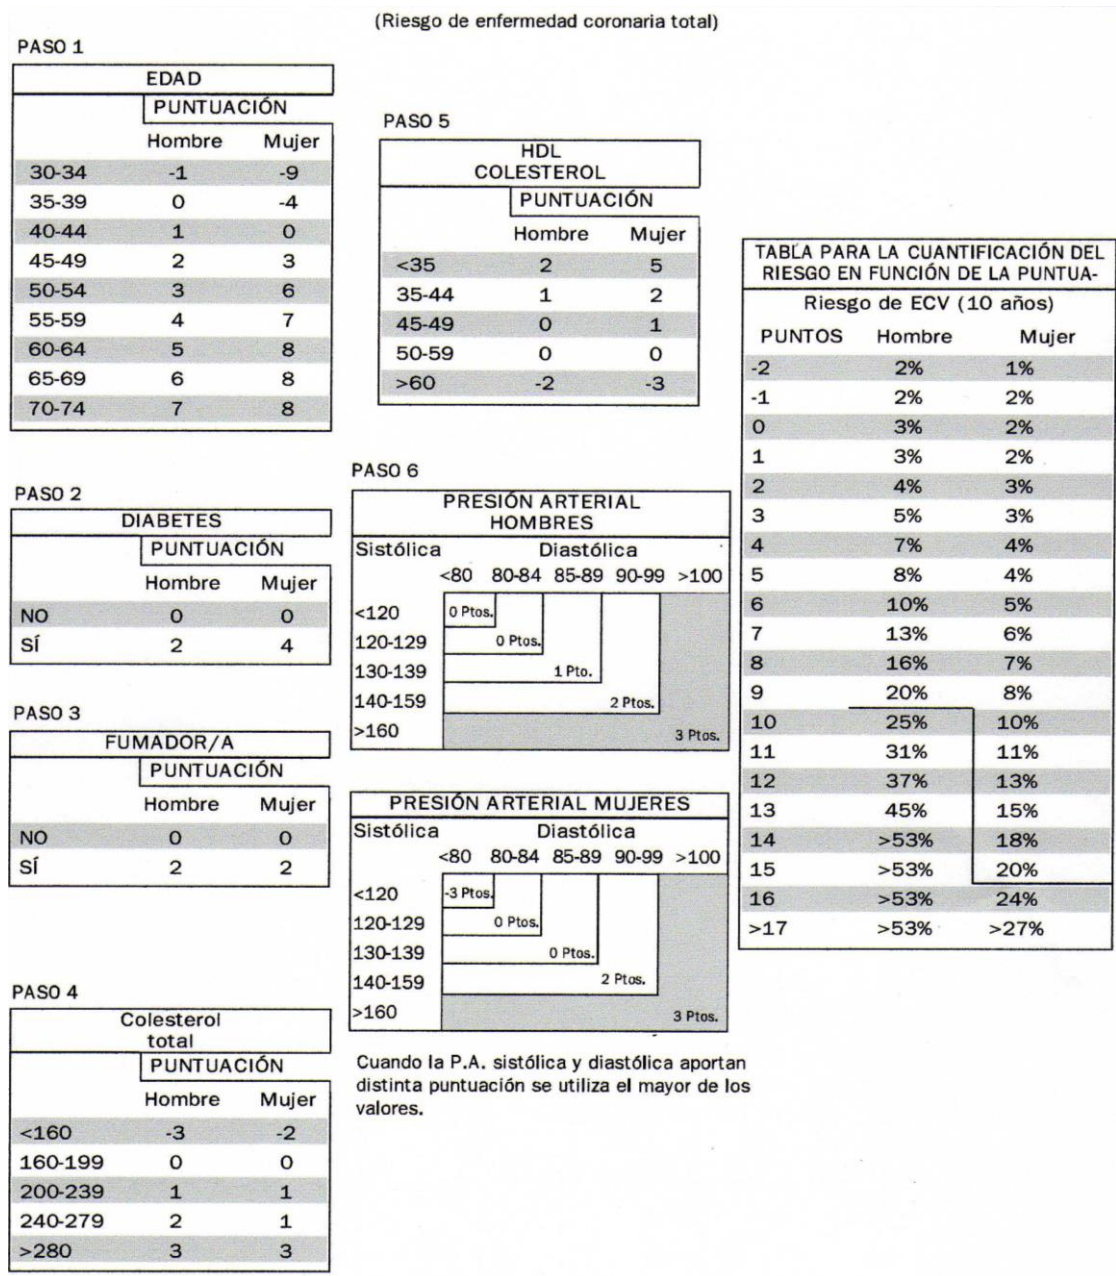 (Riesgo de enfermedad coronaria total)
PASO 1
EDAD
PUNTUACIÓN
Hombre Mujer
30-34 -1 -9
35-39 0 -4
40-44 1 0
45-49 2 3
50-54 3 6
55-59 4 7
60-64 5 8
65-69 6 8
70-74 7 8
PASO 2
DIABETES
PUNTUACIÓN
Hombre Mujer
NO 0 0
SÍ 2 4
PASO 3
FUMADOR/A
PUNTUACIÓN
Hombre Mujer
NO 0 0
SÍ 2 2
PASO 4
Colesterol
total
PUNTUACIÓN
Hombre Mujer
<160 -3 -2
160-199 0 0
200-239 1 1
240-279 2 1
>280 3 3
PASO 5
HDL
COLESTEROL
PUNTUACIÓN
Hombre Mujer
<35 2 5
35-44 1 2
45-49 0 1
50-59 0 0
>60 -2 -3
PASO 6
PRESIÓN ARTERIAL
HOMBRES
Sistólica Diastólica
<80 80-84 85-89 90-99 >100
<120 0 Ptos.
120-129 0 Ptos.
130-139 1 Pto.
140-159 2 Ptos.
>160 3 Ptos.
PRESIÓN ARTERIAL MUJERES
Sistólica Diastólica
<80 80-84 85-89 90-99 >100
<120 -3 Ptos.
120-129 0 Ptos.
130-139 0 Ptos.
140-159 2 Ptos.
>160 3 Ptos.
Cuando la P.A. sistólica y diastólica aportan
distinta puntuación se utiliza el mayor de los
valores.
TABLA PARA LA CUANTIFICACIÓN DEL
RIESGO EN FUNCIÓN DE LA PUNTUA-
Riesgo de ECV (10 años)
PUNTOS Hombre Mujer
-2 2% 1%
-1 2% 2%
0 3% 2%
1 3% 2%
2 4% 3%
3 5% 3%
4 7% 4%
5 8% 4%
6 10% 5%
7 13% 6%
8 16% 7%
9 20% 8%
10 25% 10%
11 31% 11%
12 37% 13%
13 45% 15%
14 >53% 18%
15 >53% 20%
16 >53% 24%
>17 >53% >27%